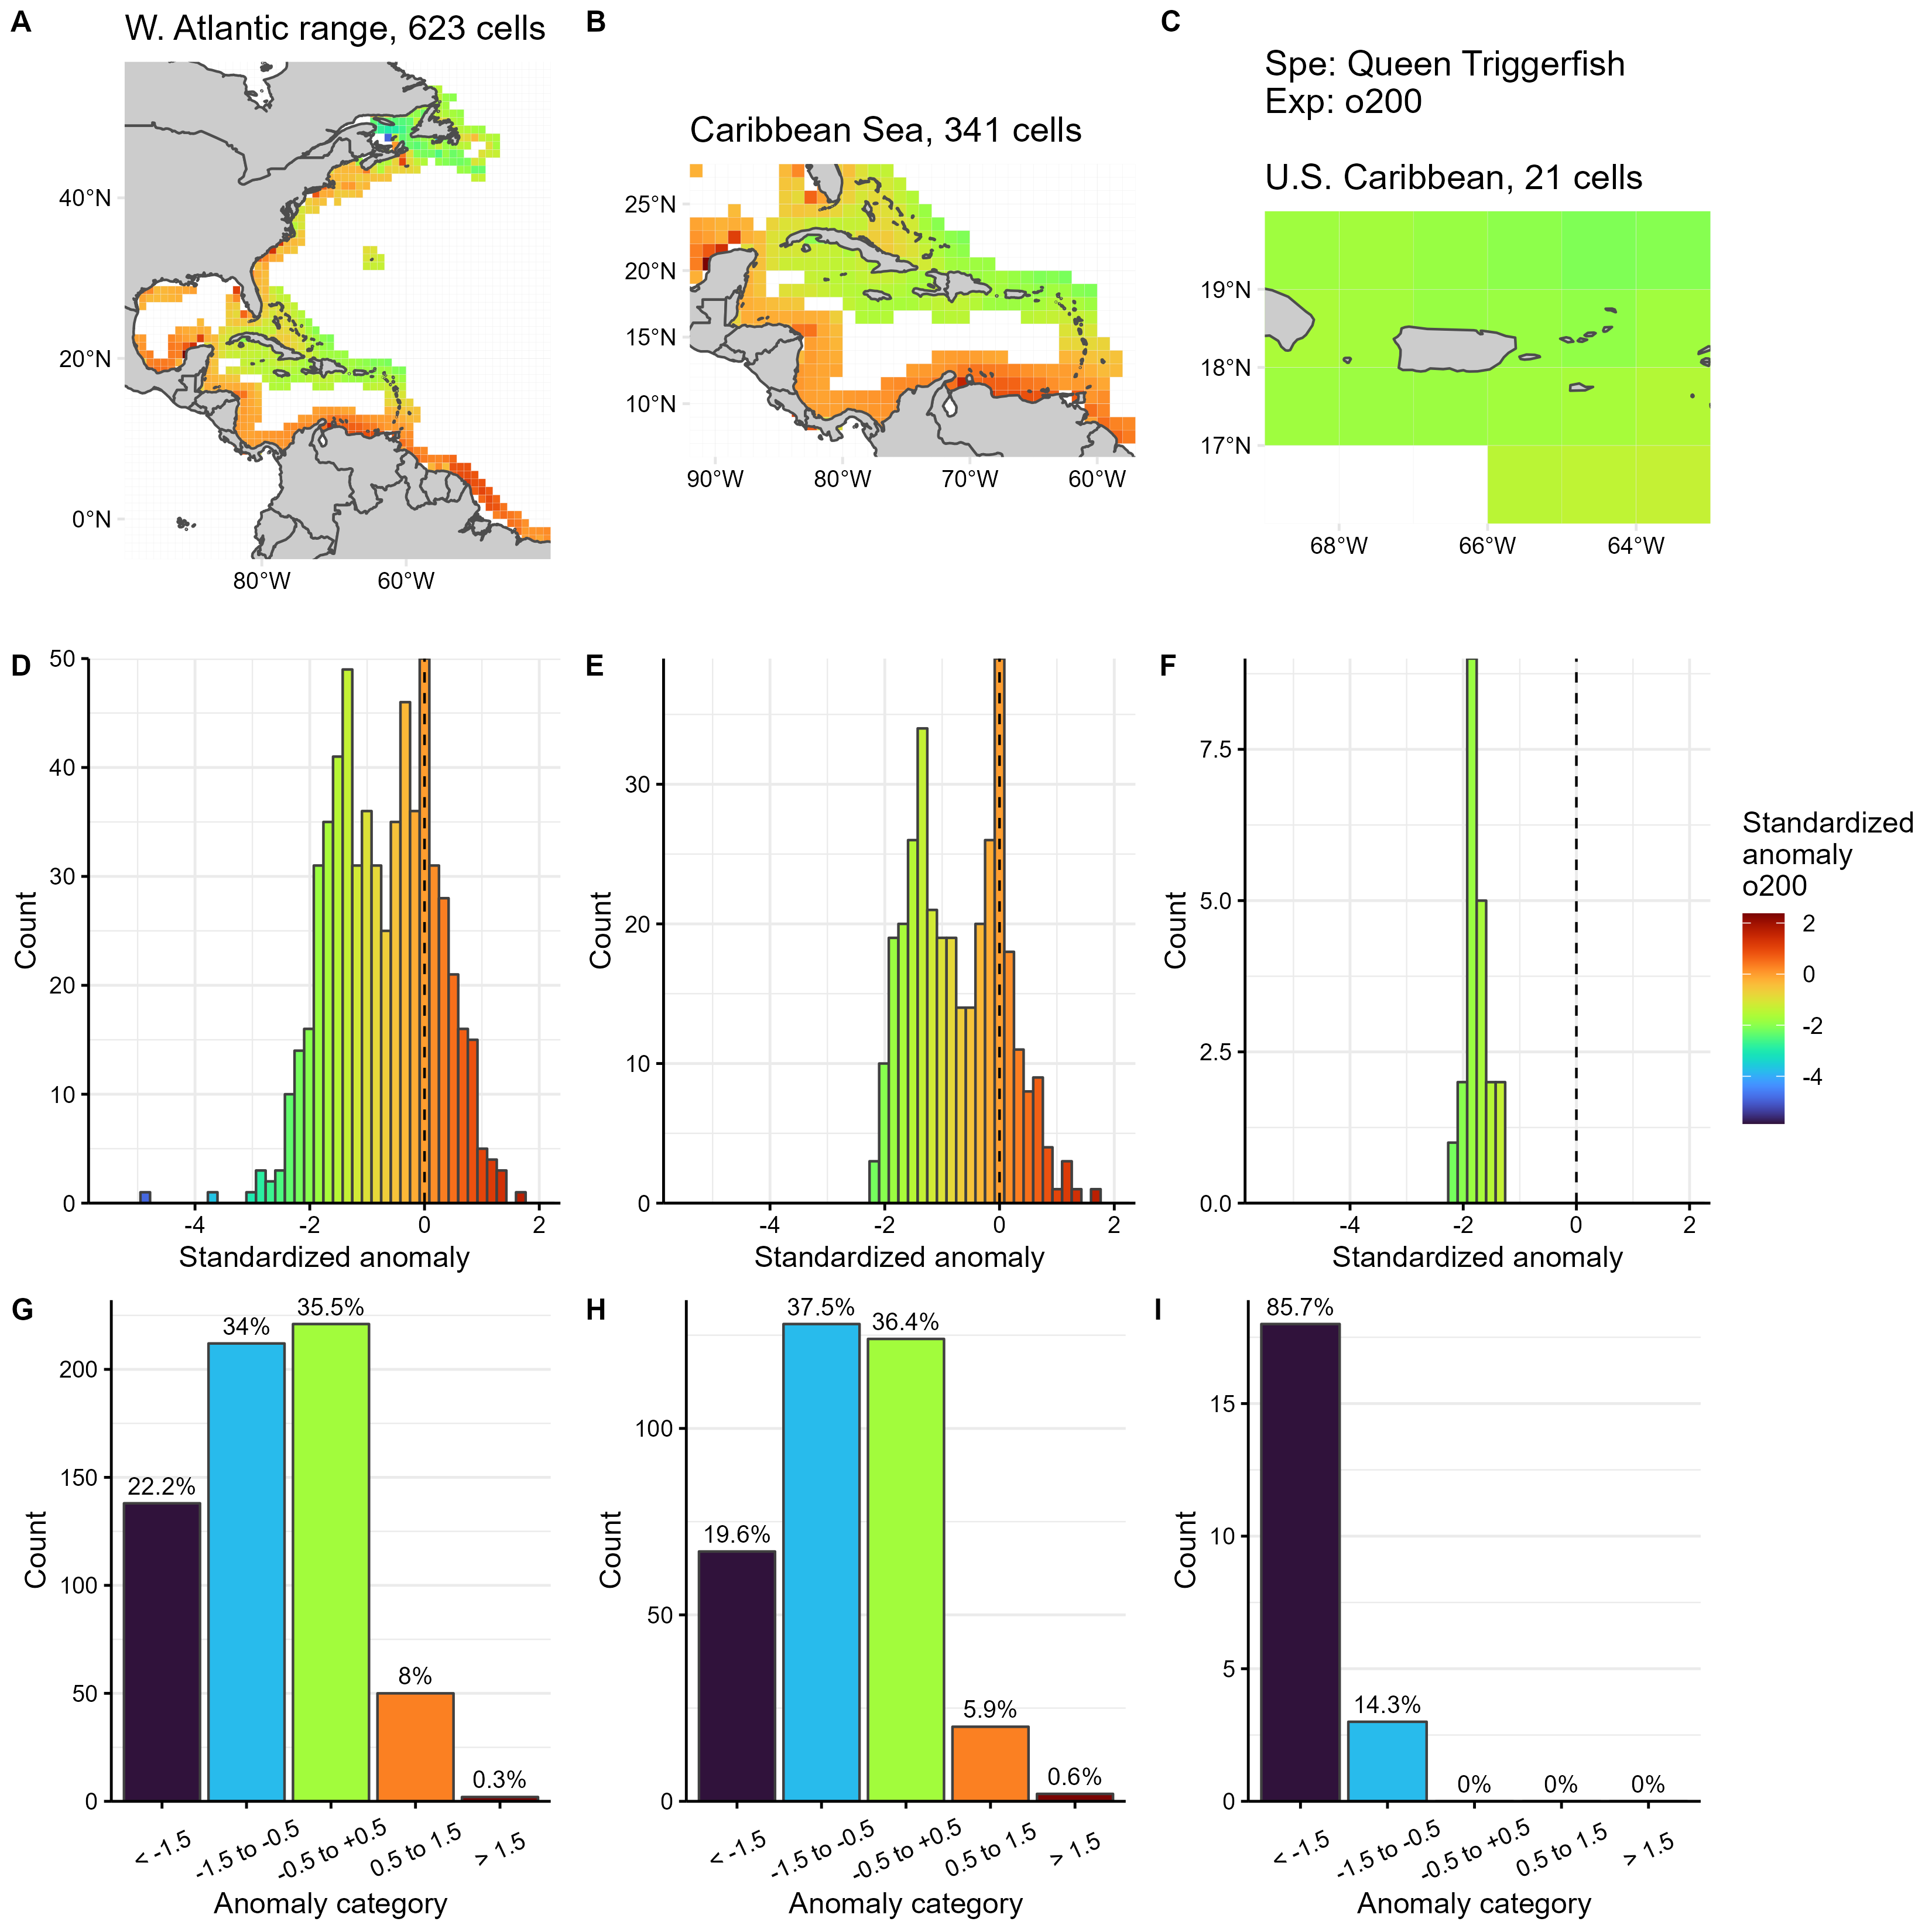 A
W. Atlantic range, 623 cells
40°N
20°N
0°N
80°W
60°W
B
Caribbean Sea, 341 cells
25°N
20°N
15°N
10°N
90°W
80°W
70°W
60°W
C
Spe: Queen Triggerfish
Exp: o200
U.S. Caribbean, 21 cells
19°N
18°N
17°N
68°W
66°W
64°W
D
Count
50
40
30
20
10
0
-4
-2
0
2
Standardized anomaly
E
Count
30
20
10
0
-4
-2
0
2
Standardized anomaly
F
Count
7.5
5.0
2.5
0.0
-4
-2
0
2
Standardized anomaly
Standardized
anomaly
o200
2
0
-2
-4
G
Count
200
150
100
50
0
22.2%
34%
35.5%
8%
0.3%
< -1.5
-1.5 to -0.5
-0.5 to +0.5
0.5 to 1.5
> 1.5
Anomaly category
H
Count
100
50
0
19.6%
37.5%
36.4%
5.9%
0.6%
< -1.5
-1.5 to -0.5
-0.5 to +0.5
0.5 to 1.5
> 1.5
Anomaly category
I
Count
15
10
5
0
85.7%
14.3%
0%
0%
0%
< -1.5
-1.5 to -0.5
-0.5 to +0.5
0.5 to 1.5
> 1.5
Anomaly category